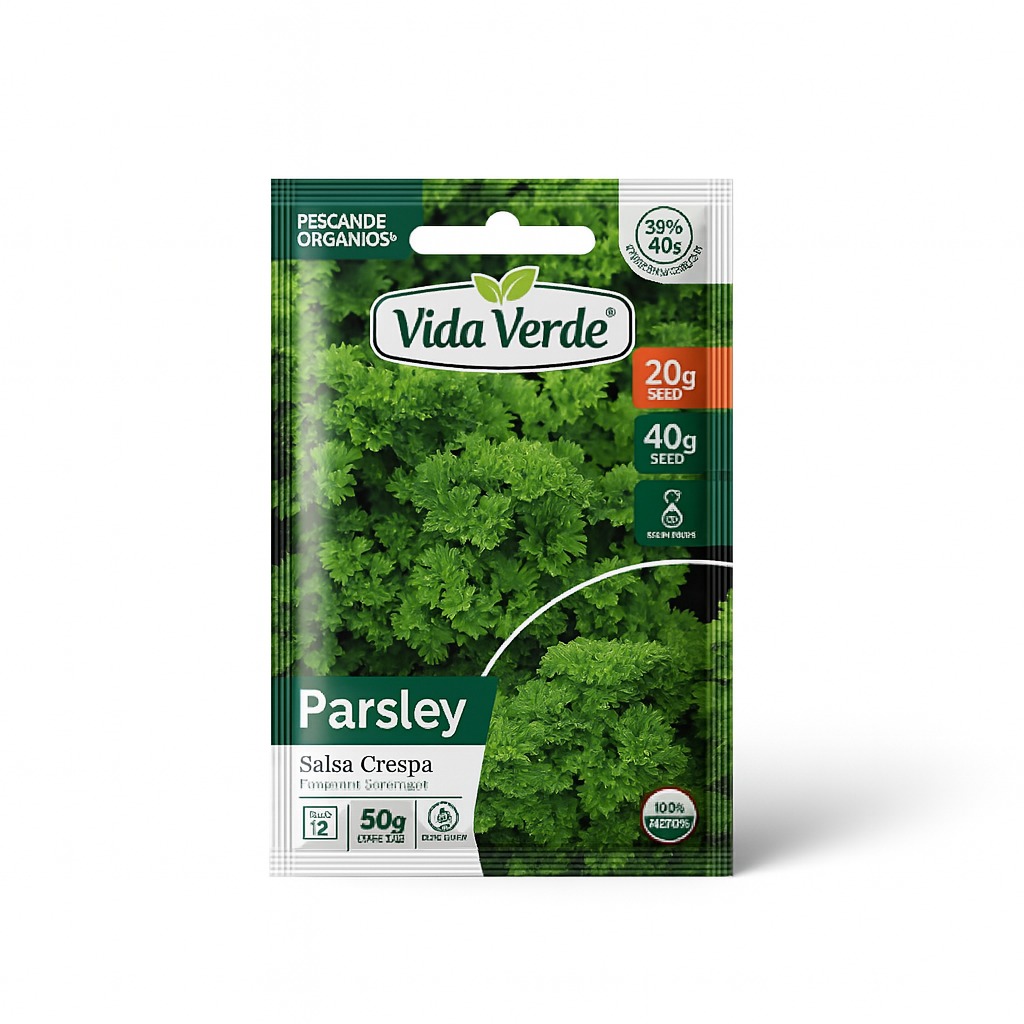 PESCANDE
ORGANIOS
39%
40s
Vida Verde®
20g
SEED
40g
SEED
Parsley
Salsa Crespa
12
50g
100%